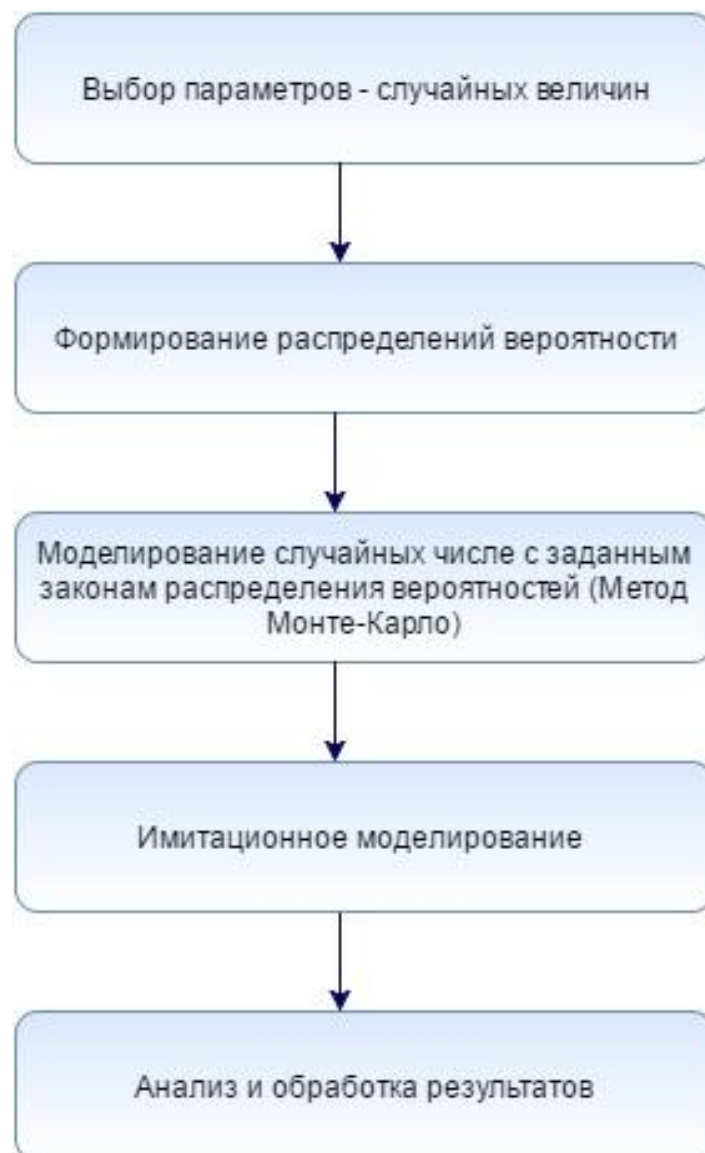 Выбор параметров - случайных величин
Формирование распределений вероятности
Моделирование случайных числе с заданным
законам распределения вероятностей (Метод
Монте-Карло)
Имитационное моделирование
Анализ и обработка результатов